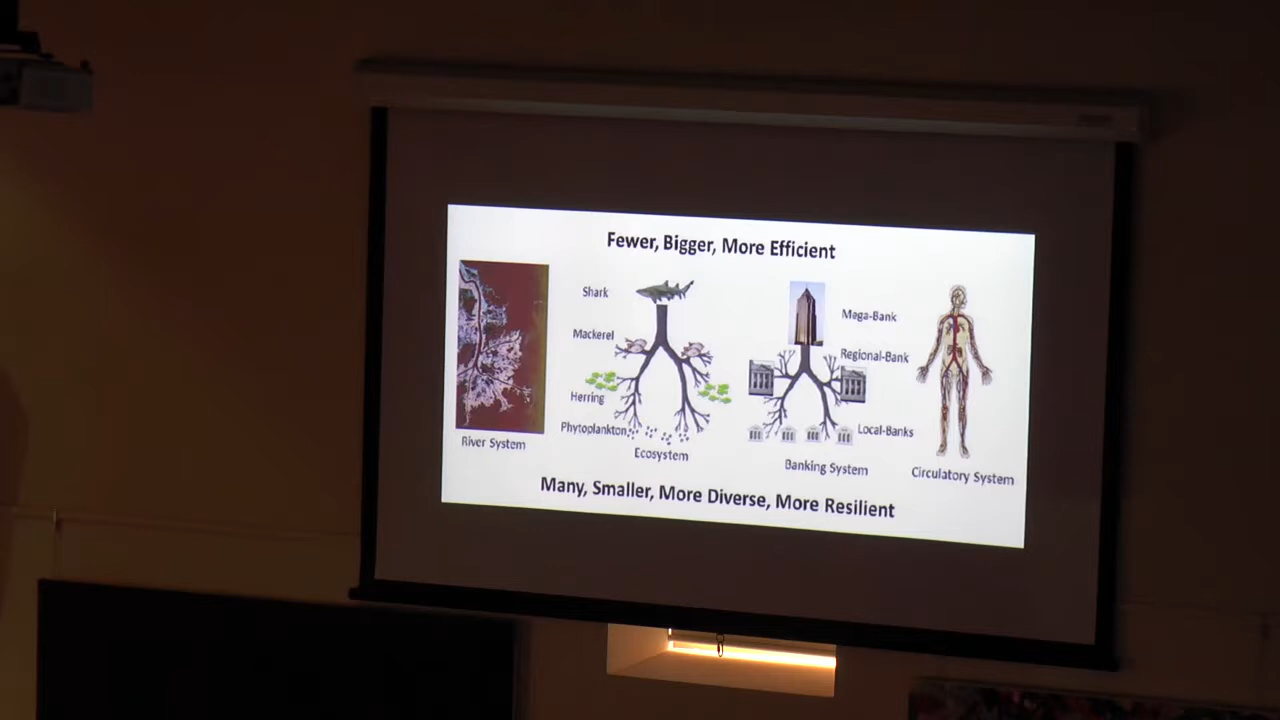 Fewer, Bigger, More Efficient
Shark
Mackerel
Herring
Phytoplankton
Ecosystem
River System
Mega-Bank
Regional-Bank
Local-Banks
Banking System
Circulatory System
Many, Smaller, More Diverse, More Resilient